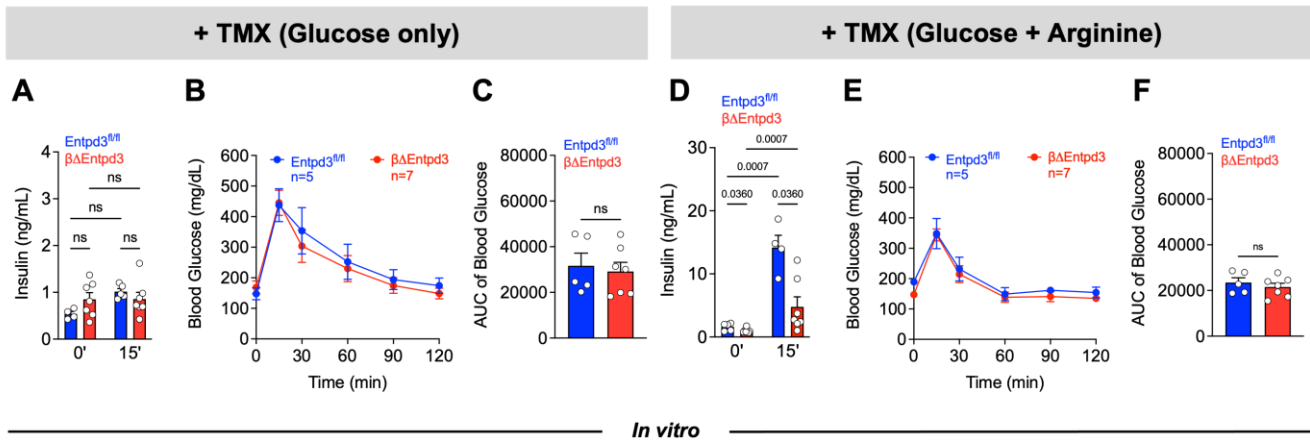 + TMX (Glucose only)
+ TMX (Glucose + Arginine)
A
Entpd3fl/fl
βΔEntpd3
Insulin (ng/mL)
4
3
2
1
0
ns
ns
ns
ns
0'
15'
B
Entpd3fl/fl
n=5
βΔEntpd3
n=7
Blood Glucose (mg/dL)
600
500
400
300
200
100
0
0
30
60
90
120
Time (min)
C
Entpd3fl/fl
βΔEntpd3
AUC of Blood Glucose
80000
60000
40000
20000
0
ns
D
Entpd3fl/fl
βΔEntpd3
Insulin (ng/mL)
30
20
10
0
0.0007
0.0007
0.0360
0.0360
0'
15'
E
Entpd3fl/fl
n=5
βΔEntpd3
n=7
Blood Glucose (mg/dL)
600
500
400
300
200
100
0
0
30
60
90
120
Time (min)
F
Entpd3fl/fl
βΔEntpd3
AUC of Blood Glucose
80000
60000
40000
20000
0
ns
In vitro